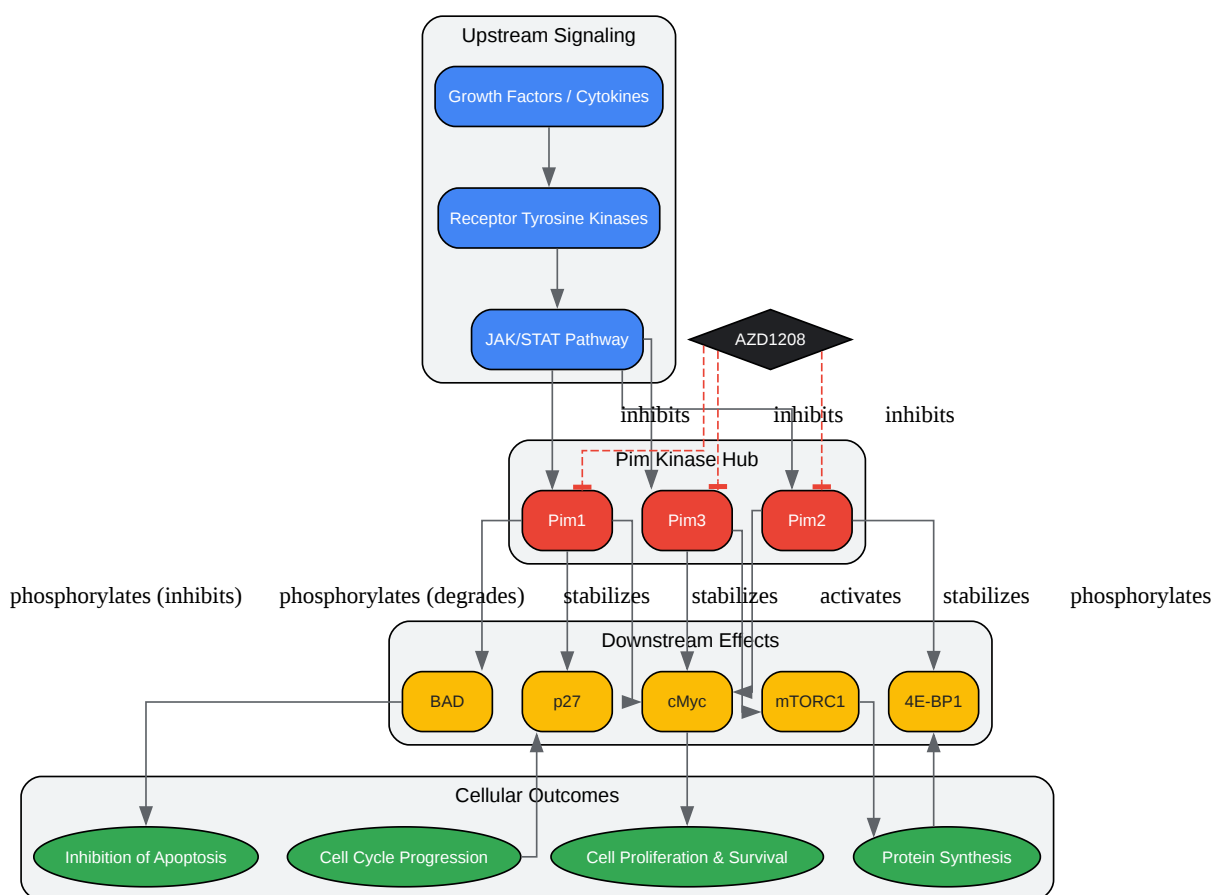 Upstream Signaling
Growth Factors / Cytokines
Receptor Tyrosine Kinases
JAK/STAT Pathway
AZD1208
inhibits
inhibits
inhibits
Pim Kinase Hub
Pim1
Pim3
Pim2
phosphorylates (inhibits)
phosphorylates (degrades)
stabilizes
stabilizes
activates
stabilizes
phosphorylates
Downstream Effects
BAD
p27
cMyc
mTORC1
4E-BP1
Cellular Outcomes
Inhibition of Apoptosis
Cell Cycle Progression
Cell Proliferation & Survival
Protein Synthesis